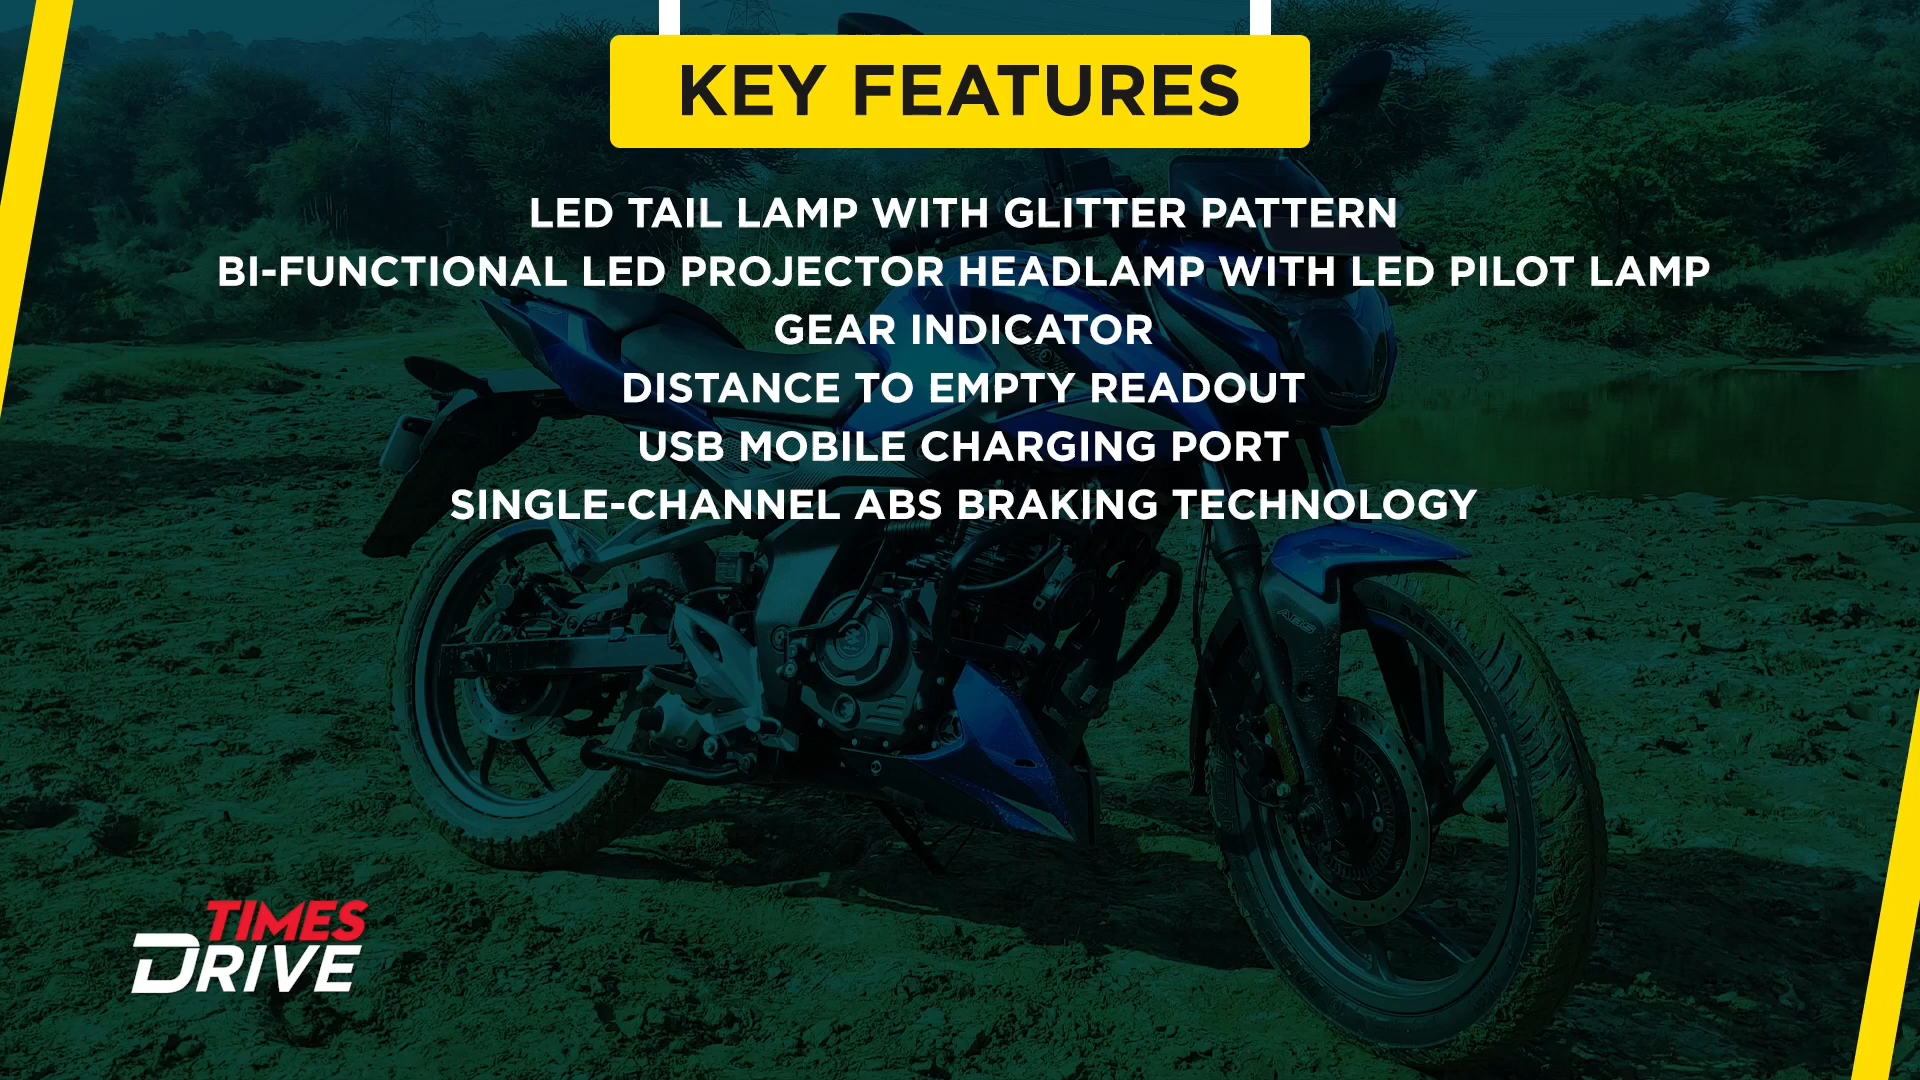 KEY FEATURES
LED TAIL LAMP WITH GLITTER PATTERN
BI-FUNCTIONAL LED PROJECTOR HEADLAMP WITH LED PILOT LAMP
GEAR INDICATOR
DISTANCE TO EMPTY READOUT
USB MOBILE CHARGING PORT
SINGLE-CHANNEL ABS BRAKING TECHNOLOGY
ABS
TIMES
DRIVE